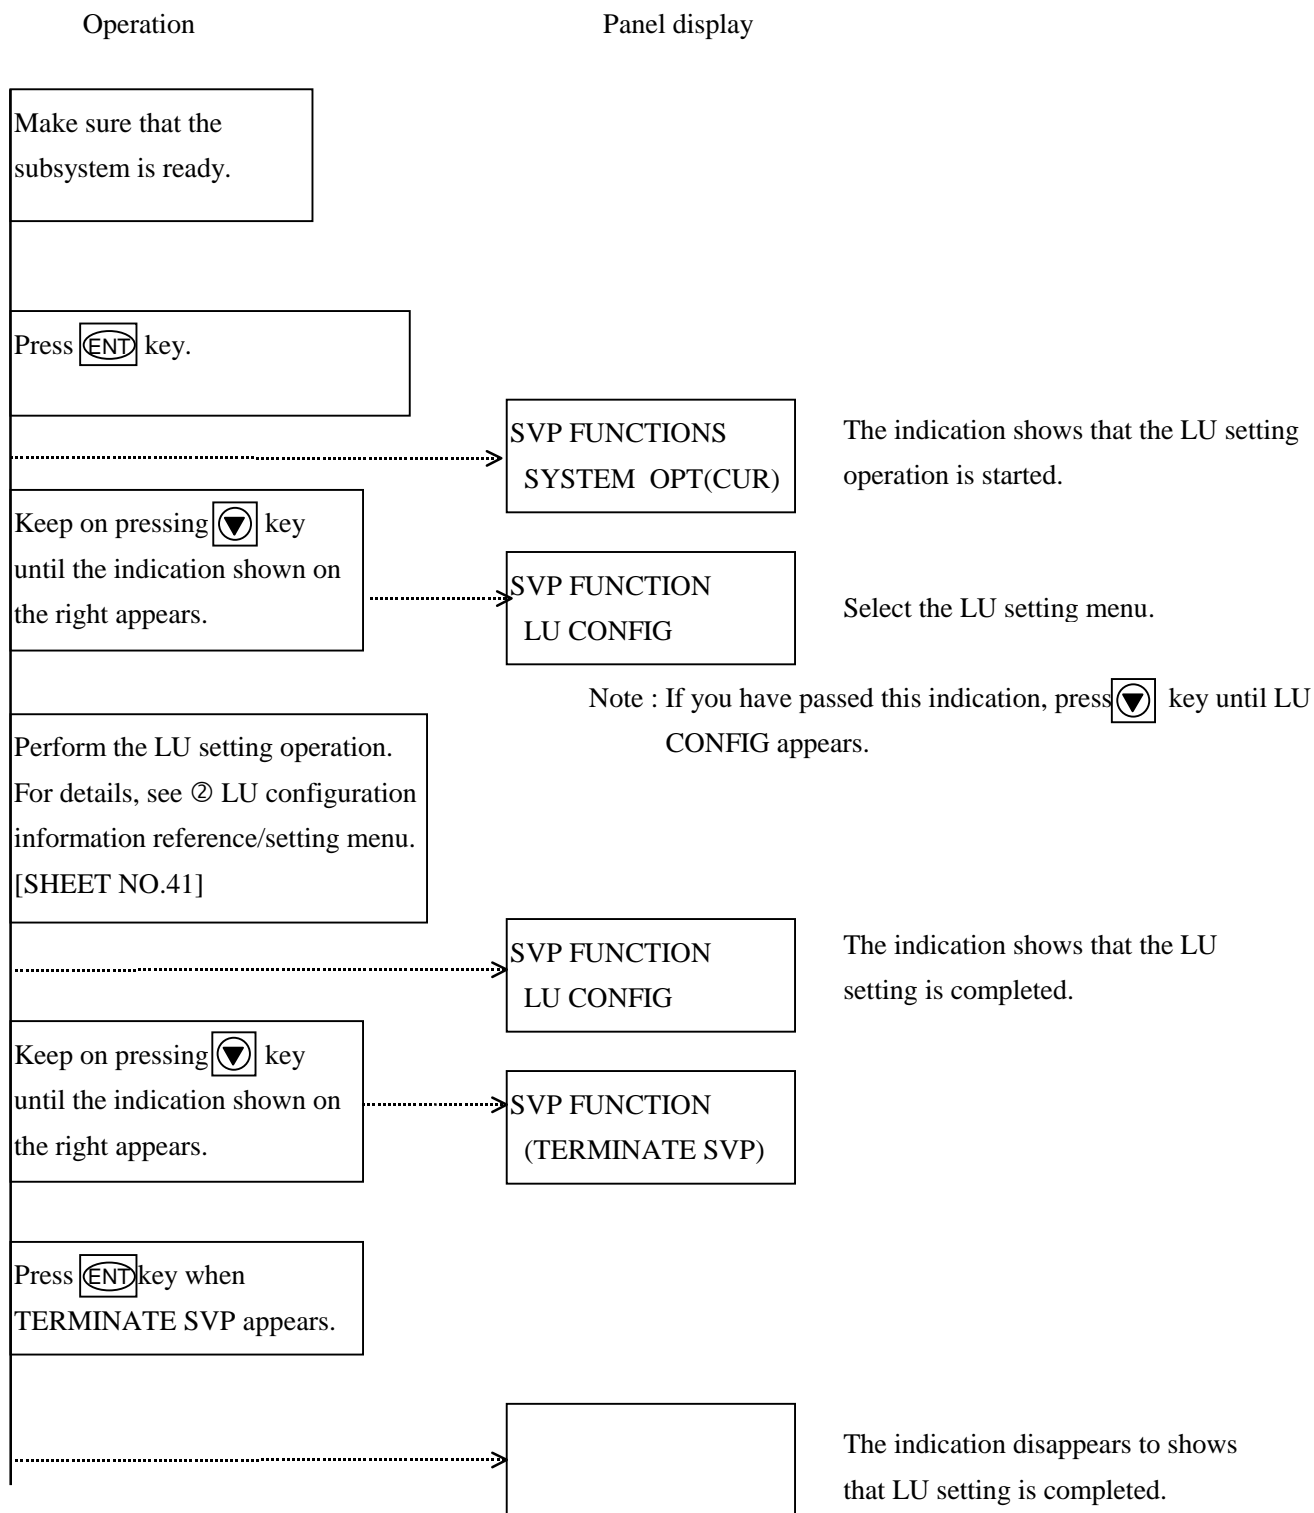 Operation
Panel display
Make sure that the
subsystem is ready.
Press ENT key.
SVP FUNCTIONS
SYSTEM OPT(CUR)
The indication shows that the LU setting
operation is started.
Keep on pressing ▼ key
until the indication shown on
the right appears.
SVP FUNCTION
LU CONFIG
Select the LU setting menu.
Note : If you have passed this indication, press ▼ key until LU
CONFIG appears.
Perform the LU setting operation.
For details, see ② LU configuration
information reference/setting menu.
[SHEET NO.41]
SVP FUNCTION
LU CONFIG
The indication shows that the LU
setting is completed.
Keep on pressing ▼ key
until the indication shown on
the right appears.
SVP FUNCTION
(TERMINATE SVP)
Press ENT key when
TERMINATE SVP appears.
The indication disappears to shows
that LU setting is completed.